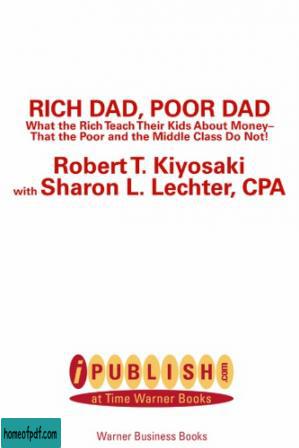 RICH DAD, POOR DAD
What the Rich Teach Their Kids About Money–
That the Poor and the Middle Class Do Not!
Robert T. Kiyosaki
with Sharon L. Lechter, CPA
iPUBLISH.com
at Time Warner Books
homeofpdf.com
Warner Business Books